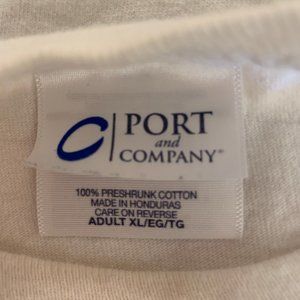 PORT
and
COMPANY®
100% PRESHRUNK COTTON
MADE IN HONDURAS
CARE ON REVERSE
ADULT XL/EG/TG